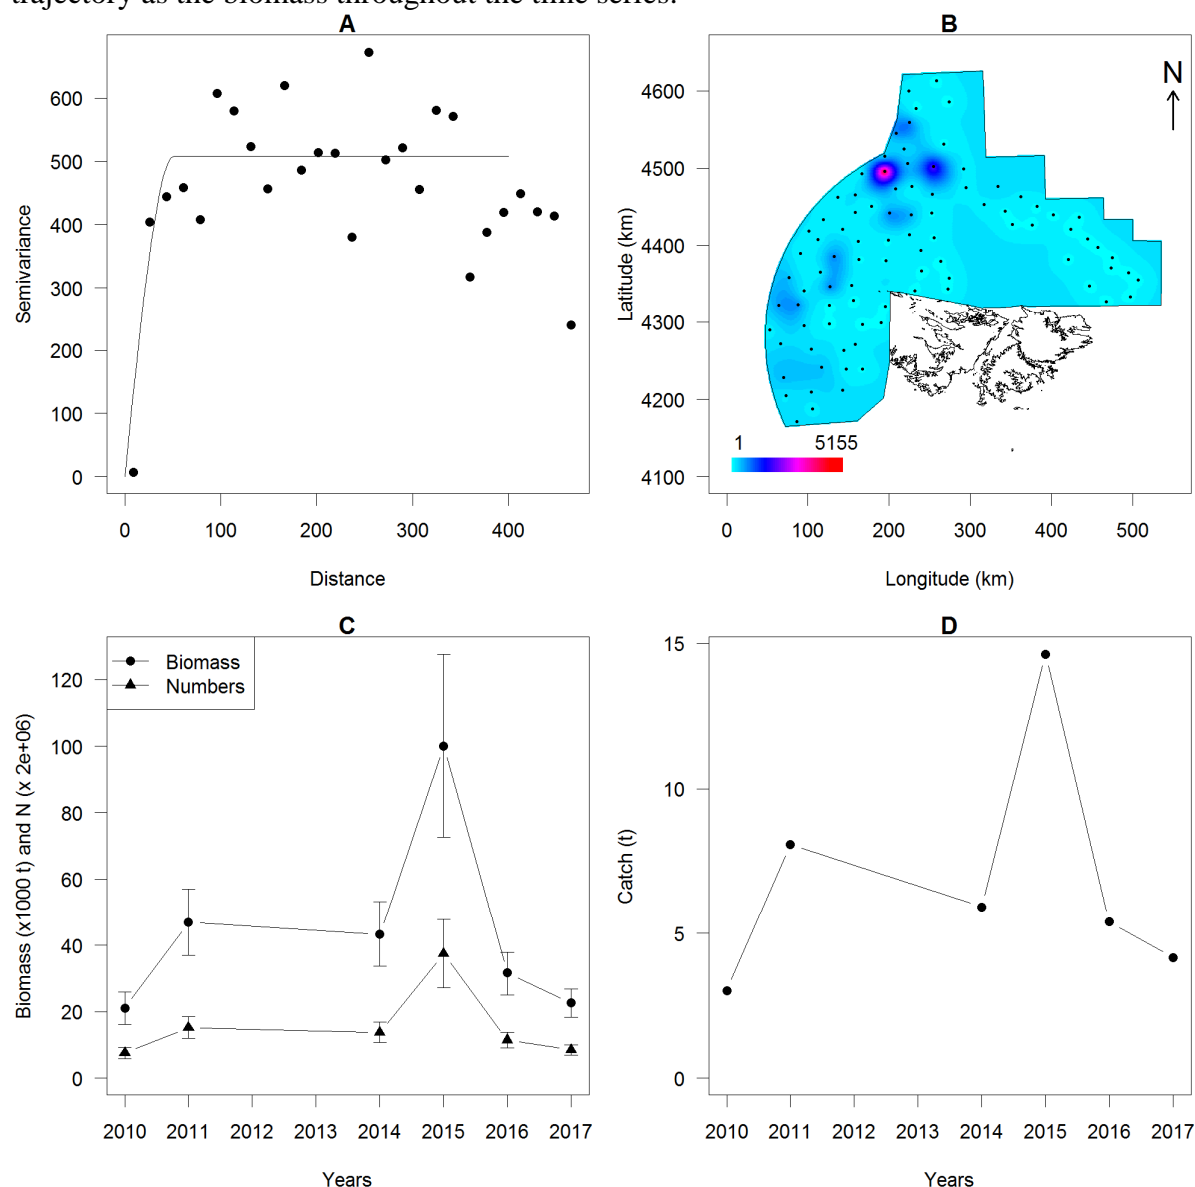 trajectory as the biomass throughout the time series.
A
600
500
400
300
200
100
0
Semivariance
0 100 200 300 400
Distance
B
4600
4500
4400
4300
4200
4100
Latitude (km)
N
1 5155
0 100 200 300 400 500
Longitude (km)
C
Biomass
Numbers
120
100
80
60
40
20
0
Biomass (x1000 t) and N (x 2e+06)
2010 2011 2012 2013 2014 2015 2016 2017
Years
D
15
10
5
0
Catch (t)
2010 2011 2012 2013 2014 2015 2016 2017
Years